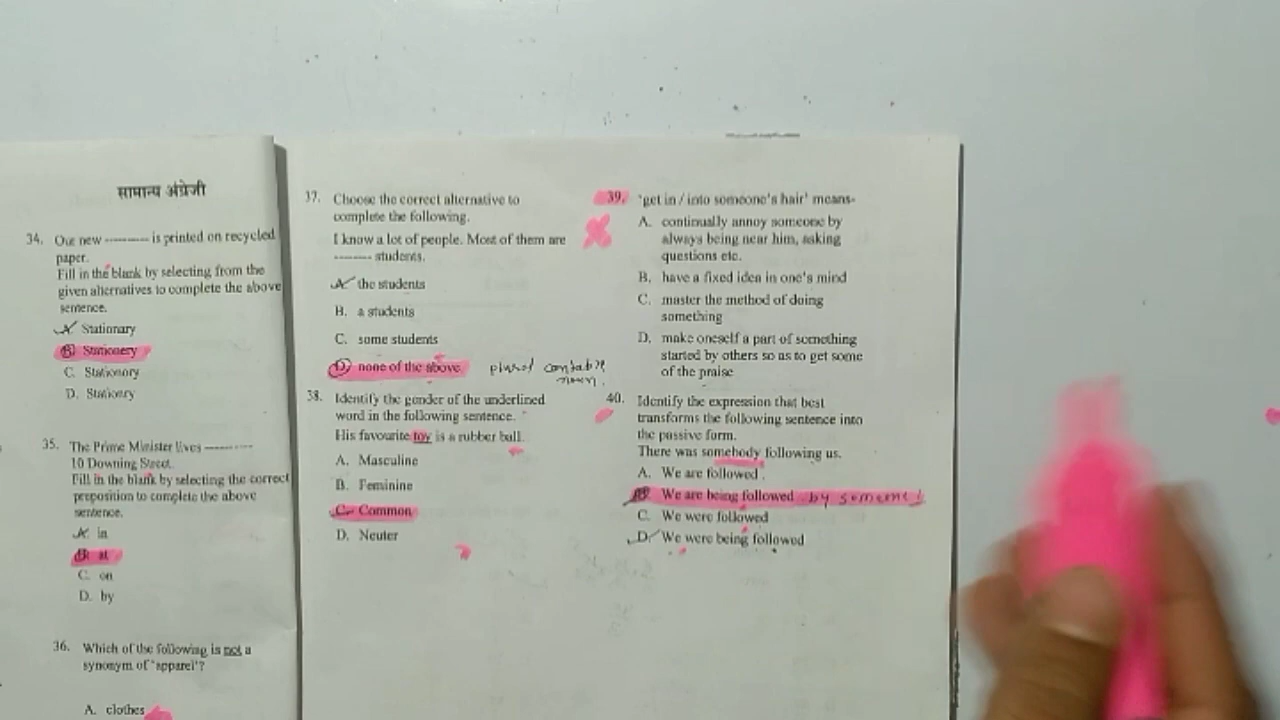 सामान्य अंग्रेजी
34. Our new -------- is printed on recycled
paper.
Fill in the blank by selecting from the
given alternatives to complete the above
sentence.
A. Stationary
B. Stationery
C. Stationory
D. Stationry
35. The Prime Minister lives --------
10 Downing Street.
Fill in the blank by selecting the correct
preposition to complete the above
sentence.
A. in
B. at
C. on
D. by
36. Which of the following is not a
synonym of 'apparel'?
A. clothes
37. Choose the correct alternative to
complete the following.
I know a lot of people. Most of them are
-------- students.
A. the students
B. a students
C. some students
D. none of the above. plural contable
noun.
38. Identify the gender of the underlined
word in the following sentence.
His favourite toy is a rubber ball.
A. Masculine
B. Feminine
C. Common
D. Neuter
39. 'get in / into someone's hair' means-
A. continually annoy someone by
always being near him, asking
questions etc.
B. have a fixed idea in one's mind
C. master the method of doing
something
D. make oneself a part of something
started by others so as to get some
of the praise
40. Identify the expression that best
transforms the following sentence into
the passive form.
There was somebody following us.
A. We are followed
B. We are being followed by
C. We were followed
D. We were being followed